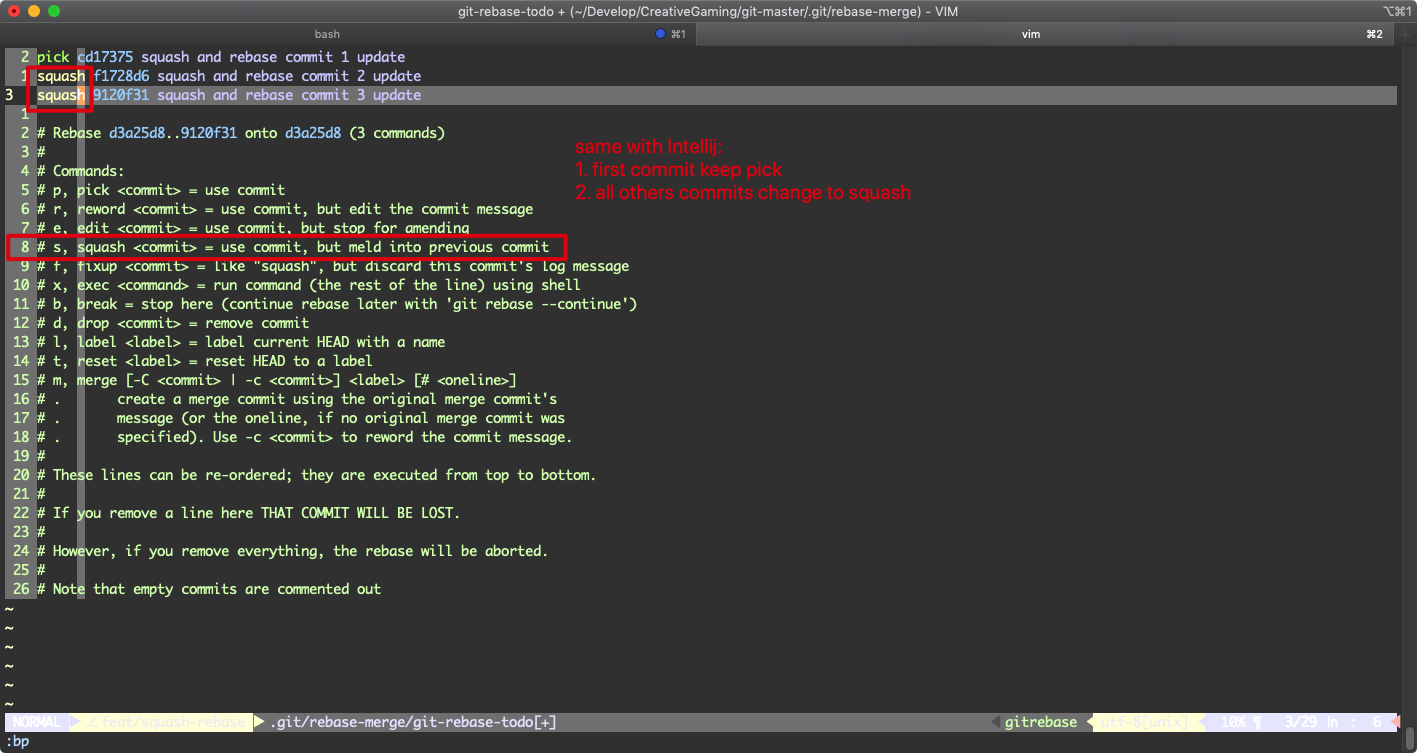 git-rebase-todo + (~/Develop/CreativeGaming/git-master/.git/rebase-merge) - VIM
⌥⌘1
bash
⌘1
vim
⌘2
2 pick cd17375 squash and rebase commit 1 update
1 squash f1728d6 squash and rebase commit 2 update
3 squash 9120f31 squash and rebase commit 3 update
1
2 # Rebase d3a25d8..9120f31 onto d3a25d8 (3 commands)
3 #
4 # Commands:
5 # p, pick <commit> = use commit
6 # r, reword <commit> = use commit, but edit the commit message
7 # e, edit <commit> = use commit, but stop for amending
8 # s, squash <commit> = use commit, but meld into previous commit
9 # f, fixup <commit> = like "squash", but discard this commit's log message
10 # x, exec <command> = run command (the rest of the line) using shell
11 # b, break = stop here (continue rebase later with 'git rebase --continue')
12 # d, drop <commit> = remove commit
13 # l, label <label> = label current HEAD with a name
14 # t, reset <label> = reset HEAD to a label
15 # m, merge [-C <commit> | -c <commit>] <label> [# <oneline>]
16 # .       create a merge commit using the original merge commit's
17 # .       message (or the oneline, if no original merge commit was
18 # .       specified). Use -c <commit> to reword the commit message.
19 #
20 # These lines can be re-ordered; they are executed from top to bottom.
21 #
22 # If you remove a line here THAT COMMIT WILL BE LOST.
23 #
24 # However, if you remove everything, the rebase will be aborted.
25 #
26 # Note that empty commits are commented out
same with Intellij:
1. first commit keep pick
2. all others commits change to squash
~
~
~
~
~
~
NORMAL feat/squash-rebase .git/rebase-merge/git-rebase-todo[+] gitrebase utf-8[unix] 10% ¶ 3/29 ln : 6
:bp